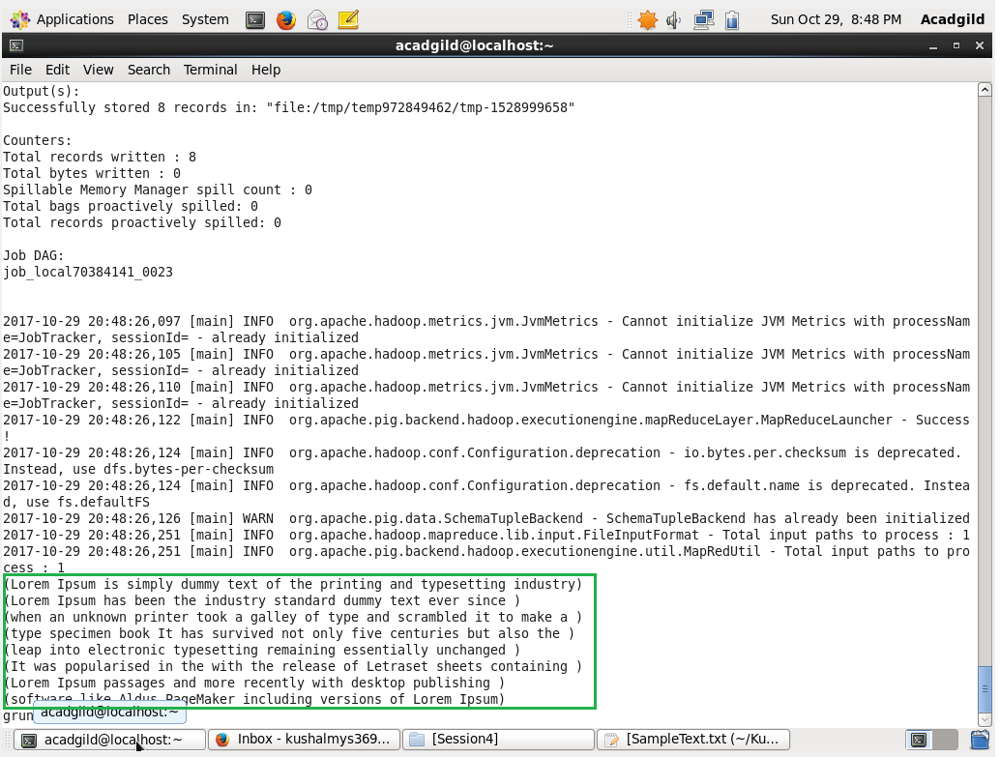 Applications Places System
Sun Oct 29, 8:48 PM Acadgild
acadgild@localhost:~
File Edit View Search Terminal Help
Output(s):
Successfully stored 8 records in: "file:/tmp/temp972849462/tmp-1528999658"
Counters:
Total records written : 8
Total bytes written : 0
Spillable Memory Manager spill count : 0
Total bags proactively spilled: 0
Total records proactively spilled: 0
Job DAG:
job_local70384141_0023
2017-10-29 20:48:26,097 [main] INFO  org.apache.hadoop.metrics.jvm.JvmMetrics - Cannot initialize JVM Metrics with processNam
e=JobTracker, sessionId= - already initialized
2017-10-29 20:48:26,105 [main] INFO  org.apache.hadoop.metrics.jvm.JvmMetrics - Cannot initialize JVM Metrics with processNam
e=JobTracker, sessionId= - already initialized
2017-10-29 20:48:26,110 [main] INFO  org.apache.hadoop.metrics.jvm.JvmMetrics - Cannot initialize JVM Metrics with processNam
e=JobTracker, sessionId= - already initialized
2017-10-29 20:48:26,122 [main] INFO  org.apache.pig.backend.hadoop.executionengine.mapReduceLayer.MapReduceLauncher - Success
!
2017-10-29 20:48:26,124 [main] INFO  org.apache.hadoop.conf.Configuration.deprecation - io.bytes.per.checksum is deprecated.
Instead, use dfs.bytes-per-checksum
2017-10-29 20:48:26,124 [main] INFO  org.apache.hadoop.conf.Configuration.deprecation - fs.default.name is deprecated. Instea
d, use fs.defaultFS
2017-10-29 20:48:26,126 [main] WARN  org.apache.pig.data.SchemaTupleBackend - SchemaTupleBackend has already been initialized
2017-10-29 20:48:26,251 [main] INFO  org.apache.hadoop.mapreduce.lib.input.FileInputFormat - Total input paths to process : 1
2017-10-29 20:48:26,251 [main] INFO  org.apache.pig.backend.hadoop.executionengine.util.MapRedUtil - Total input paths to pro
cess : 1
(Lorem Ipsum is simply dummy text of the printing and typesetting industry)
(Lorem Ipsum has been the industry standard dummy text ever since )
(when an unknown printer took a galley of type and scrambled it to make a )
(type specimen book It has survived not only five centuries but also the )
(leap into electronic typesetting remaining essentially unchanged )
(It was popularised in the with the release of Letraset sheets containing )
(Lorem Ipsum passages and more recently with desktop publishing )
(software like Aldus PageMaker including versions of Lorem Ipsum)
grun
acadgild@localhost:~
acadgild@localhost:~ Inbox - kushalmys369... [Session4] [SampleText.txt (~/Ku...